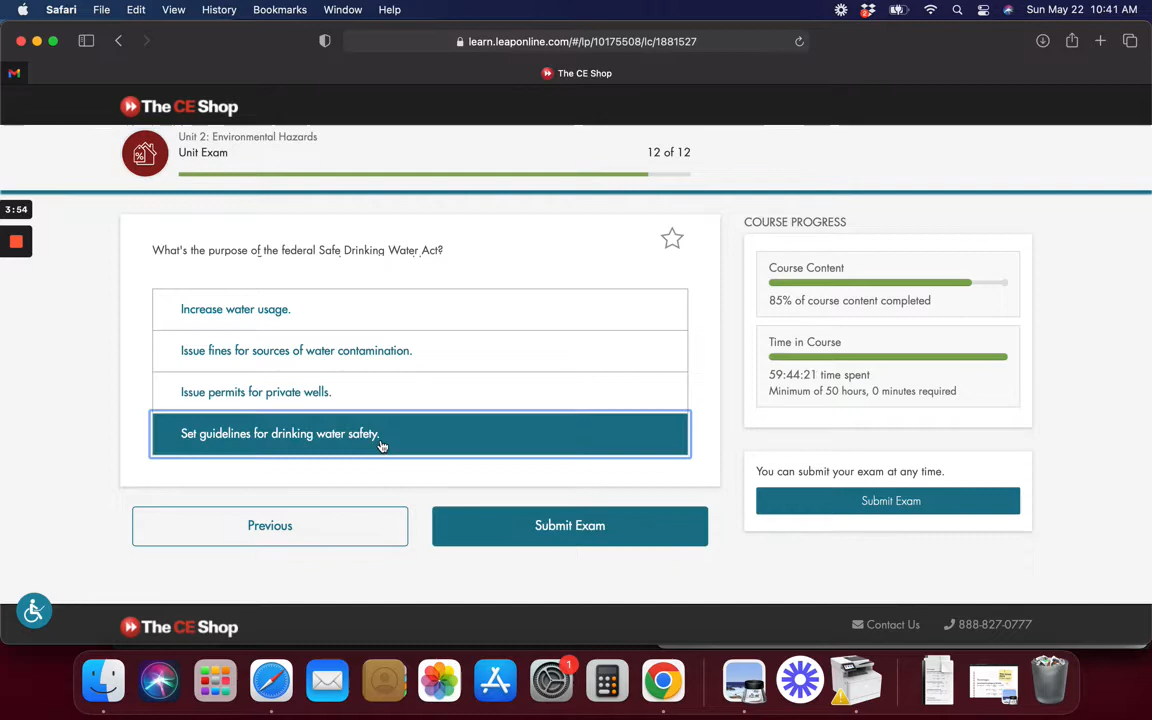 Safari File Edit View History Bookmarks Window Help
2
Sun May 22 10:41 AM
learn.leaponline.com/#/lp/10175508/lc/1881527
The CE Shop
The CE Shop
Unit 2: Environmental Hazards
Unit Exam
12 of 12
3:54
What's the purpose of the federal Safe Drinking Water Act?
Increase water usage.
Issue fines for sources of water contamination.
Issue permits for private wells.
Set guidelines for drinking water safety.
Previous
Submit Exam
COURSE PROGRESS
Course Content
85% of course content completed
Time in Course
59:44:21 time spent
Minimum of 50 hours, 0 minutes required
You can submit your exam at any time.
Submit Exam
The CE Shop
Contact Us
888-827-0777
1